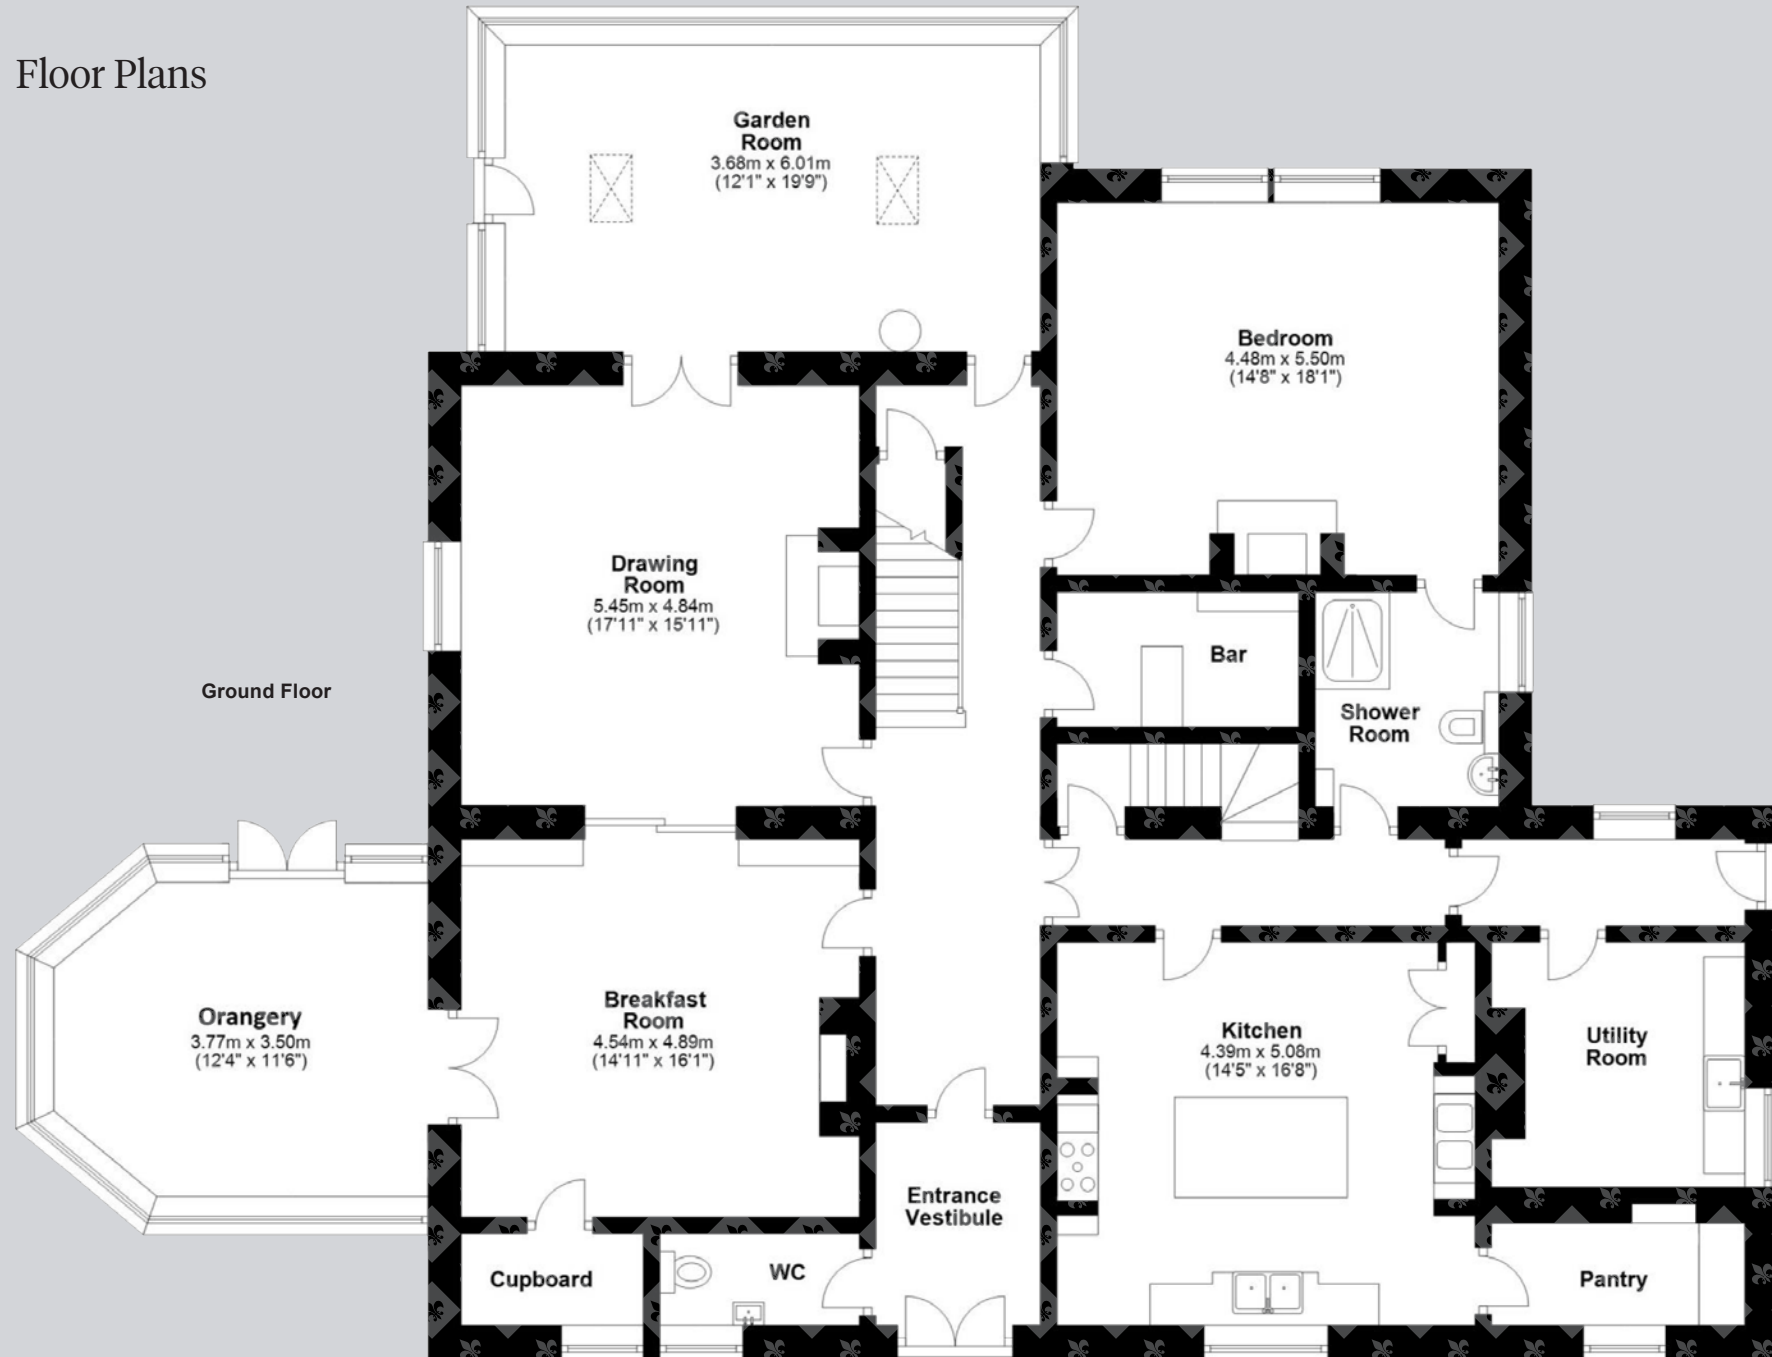 Floor Plans
Garden
Room
3.68m x 6.01m
(12'1" x 19'9")
Bedroom
4.48m x 5.50m
(14'8" x 18'1")
Drawing
Room
5.45m x 4.84m
(17'11" x 15'11")
Bar
Ground Floor
Shower
Room
Orangery
3.77m x 3.50m
(12'4" x 11'6")
Breakfast
Room
4.54m x 4.89m
(14'11" x 16'1")
Kitchen
4.39m x 5.08m
(14'5" x 16'8")
Utility
Room
Entrance
Vestibule
Cupboard
WC
Pantry